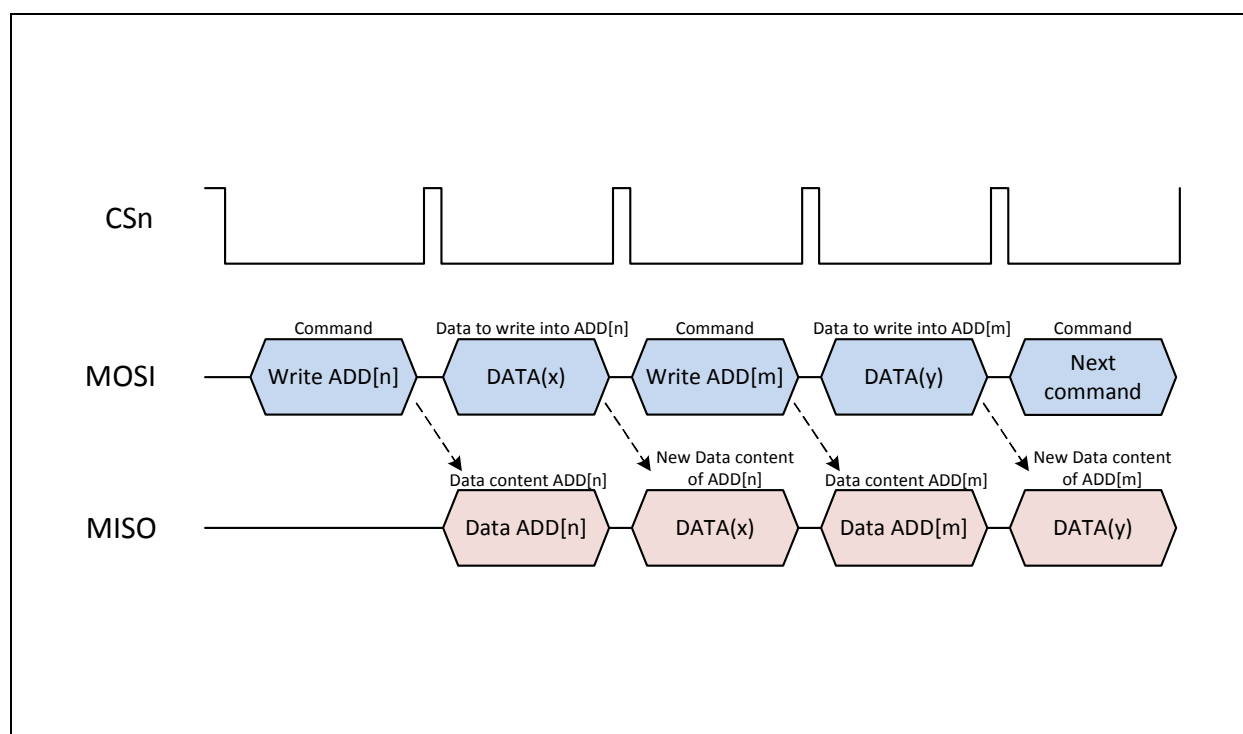 CSn
Command
Data to write into ADD[n]
Command
Data to write into ADD[m]
Command
MOSI
Write ADD[n]
DATA(x)
Write ADD[m]
DATA(y)
Next
command
Data content ADD[n]
New Data content
of ADD[n]
Data content ADD[m]
New Data content
of ADD[m]
MISO
Data ADD[n]
DATA(x)
Data ADD[m]
DATA(y)